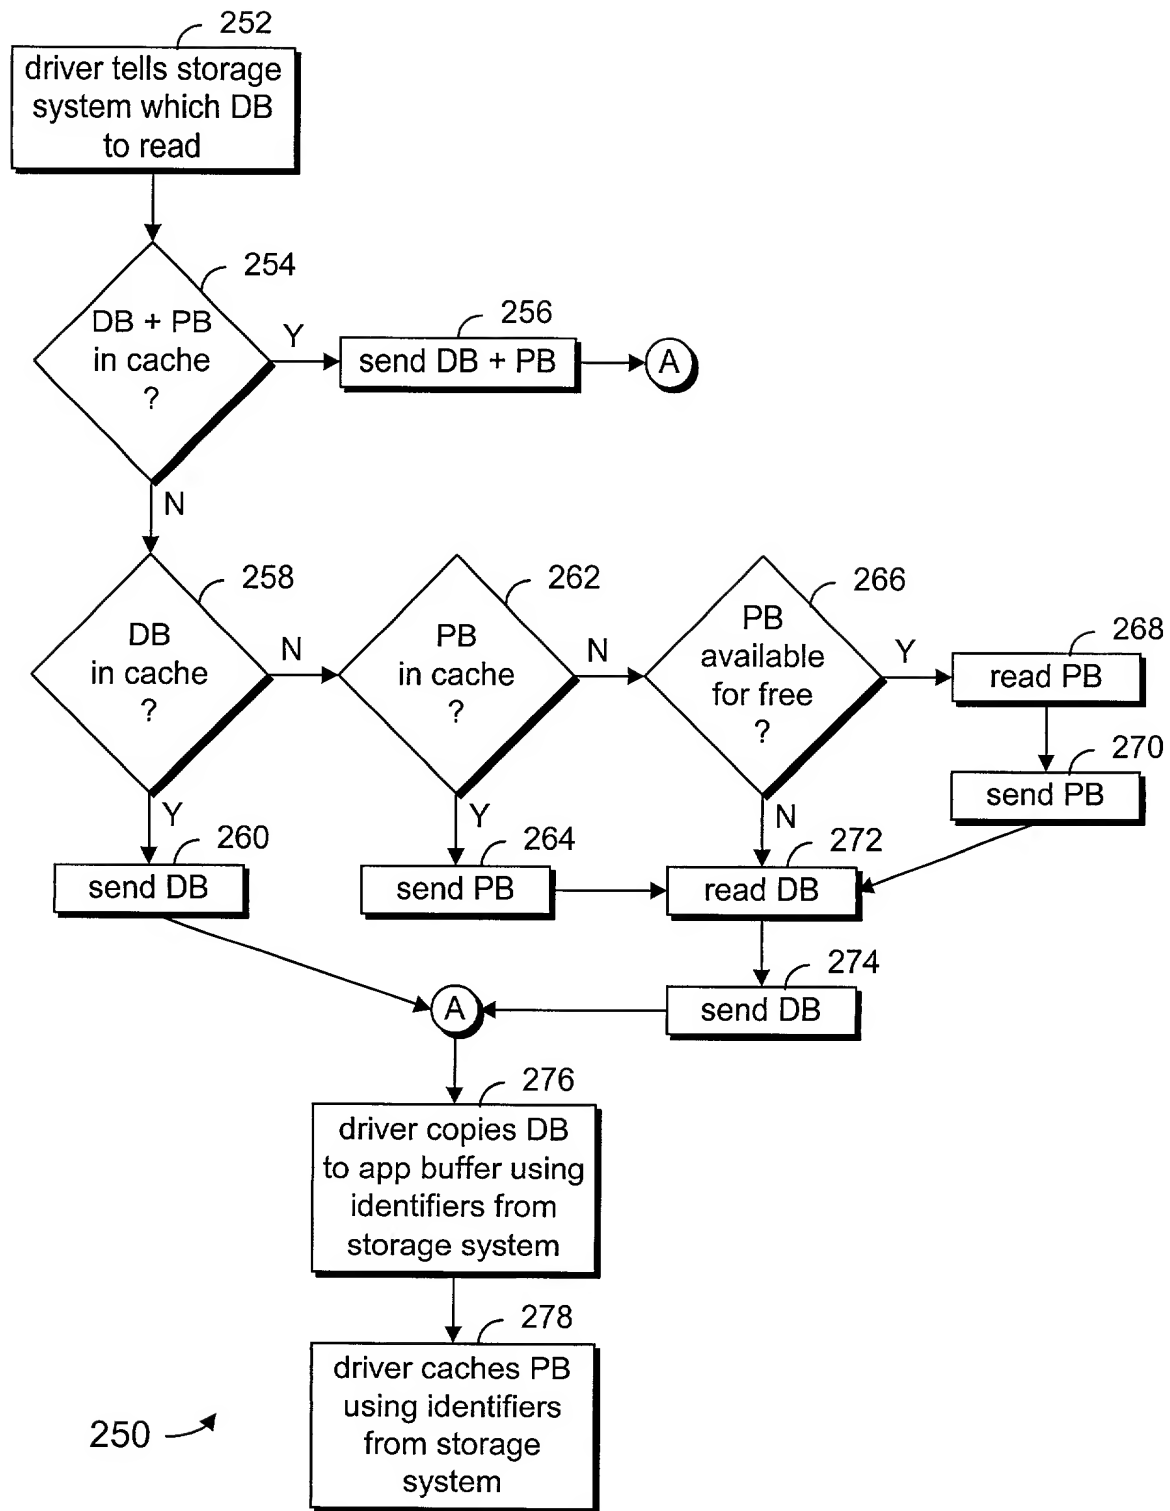 252
driver tells storage
system which DB
to read
254
DB + PB
in cache
?
Y
256
send DB + PB
A
N
258
DB
in cache
?
N
262
PB
in cache
?
N
266
PB
available
for free
?
Y
268
read PB
270
send PB
Y
260
send DB
Y
264
send PB
N
272
read DB
274
send DB
A
276
driver copies DB
to app buffer using
identifiers from
storage system
278
driver caches PB
using identifiers
from storage
system
250